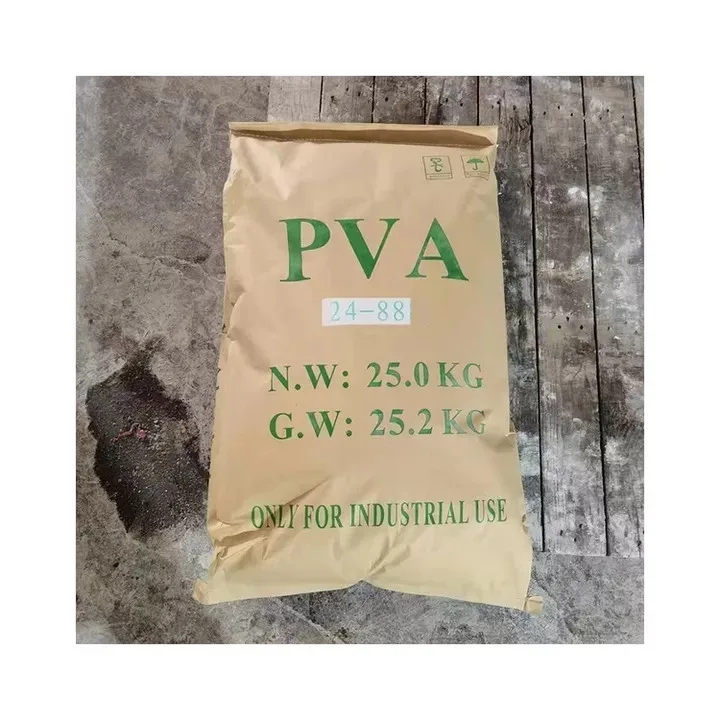 PVA
24-88
N.W: 25.0 KG
G.W: 25.2 KG
ONLY FOR INDUSTRIAL USE